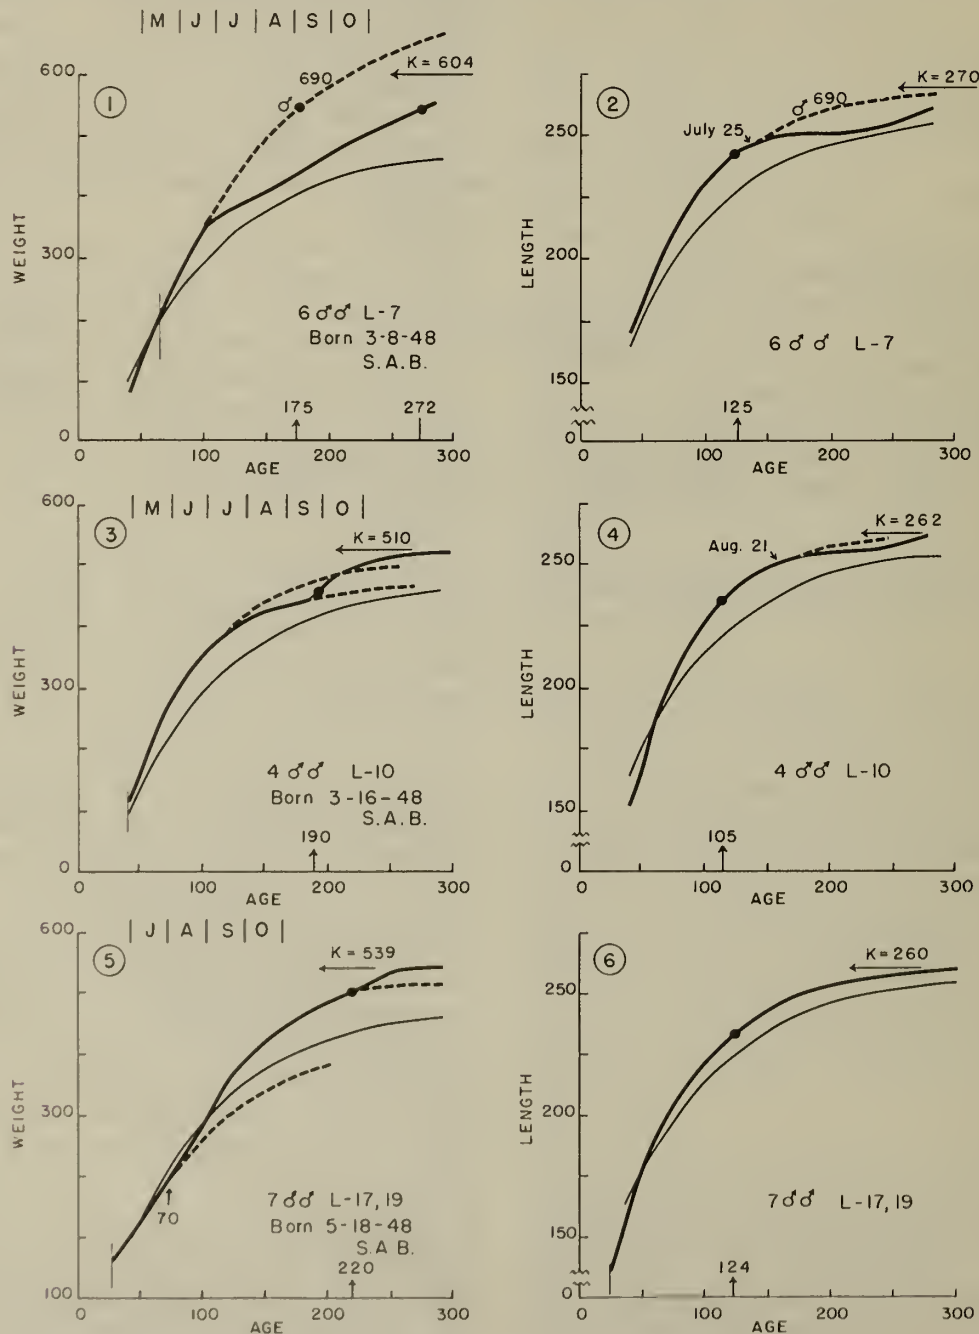 M J J A S O
600
300
0
WEIGHT
1
♂ 690
K = 604
6 ♂♂ L-7
Born 3-8-48
S.A.B.
175
272
0 100 200 300
AGE
250
200
150
0
LENGTH
2
July 25
♂ 690
K = 270
6 ♂♂ L-7
125
0 100 200 300
AGE
M J J A S O
600
300
0
WEIGHT
3
K = 510
4 ♂♂ L-10
Born 3-16-48
S.A.B.
190
0 100 200 300
AGE
250
200
150
0
LENGTH
4
Aug. 21
K = 262
4 ♂♂ L-10
105
0 100 200 300
AGE
J A S O
600
300
100
WEIGHT
5
K = 539
70
7 ♂♂ L-17, 19
Born 5-18-48
S.A B.
220
0 100 200 300
AGE
250
200
150
0
LENGTH
6
K = 260
7 ♂♂ L-17, 19
124
0 100 200 300
AGE